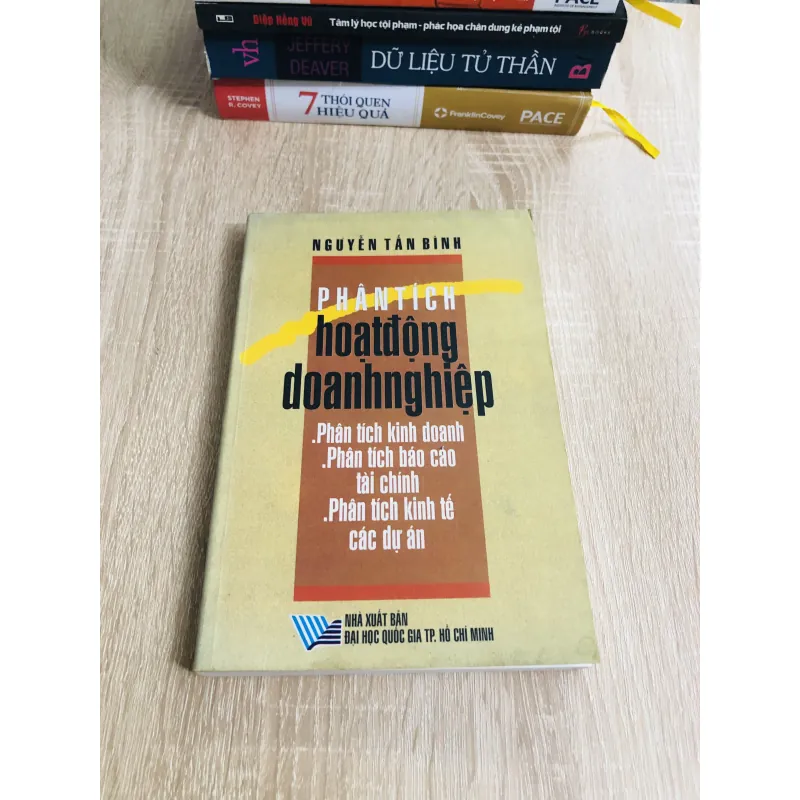 PACE
Diệp Hồng Vũ Tâm lý học tội phạm - phác họa chân dung kẻ phạm tội
vh JEFFERY DEAVER DỮ LIỆU TỬ THẦN B
STEPHEN R. COVEY 7 THÓI QUEN HIỆU QUẢ FranklinCovey PACE
NGUYỄN TẤN BÌNH
PHÂN TÍCH
hoạtđộng
doanhnghiệp
.Phân tích kinh doanh
.Phân tích báo cáo
tài chính
.Phân tích kinh tế
các dự án
NHÀ XUẤT BẢN
ĐẠI HỌC QUỐC GIA TP. HỒ CHÍ MINH